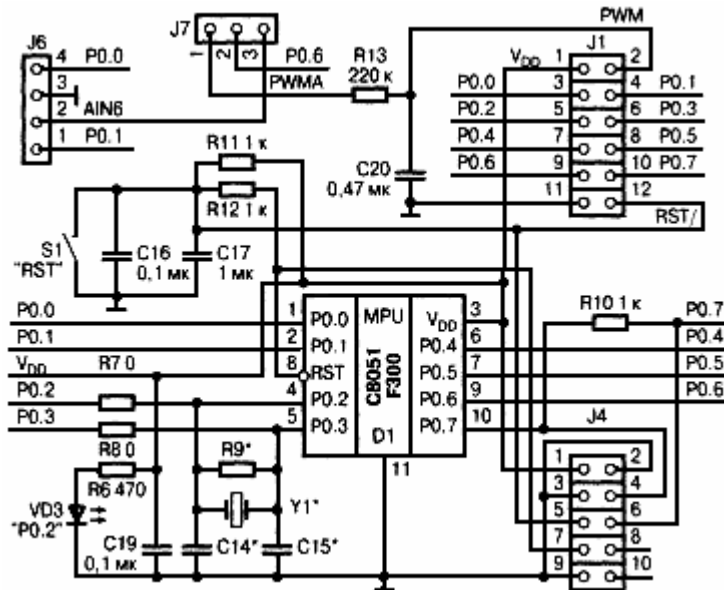 PWM
J6
J7
R13
220 к
J1
4 P0.0
1 2 3
P0.6
PWMA
VDD 1 2
3
P0.0 3 4 P0.1
2 AIN6
P0.2 5 6 P0.3
1 P0.1
P0.4 7 8 P0.5
R11 1 к
P0.6 9 10 P0.7
C20
0,47 мк
11 12
R12 1 к
RST/
S1
"RST"
C16
0,1 мк
C17
1 мк
P0.0 1 P0.0 MPU VDD 3
R10 1 к
P0.7
P0.1 2 P0.1 P0.4 6 P0.4
VDD R7 0 8 RST C8051 F300 P0.5 7 P0.5
P0.2 4 P0.2 P0.6 9 P0.6
P0.3 5 P0.3 D1 P0.7 10
J4
R8 0
R9*
11
1 2
R6 470
3 4
VD3
"P0.2"
Y1*
5 6
C19
0,1 мк
C14*
C15*
7 8
9 10